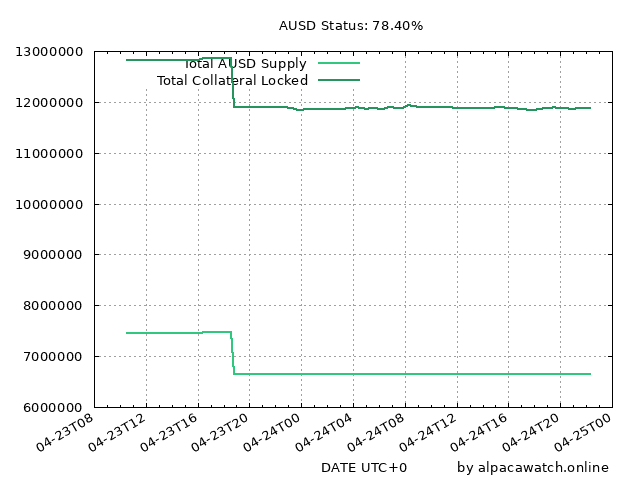 AUSD Status: 78.40%
13000000
Total AUSD Supply
Total Collateral Locked
12000000
11000000
10000000
9000000
8000000
7000000
6000000
04-23T08
04-23T12
04-23T16
04-23T20
04-24T00
04-24T04
04-24T08
04-24T12
04-24T16
04-24T20
04-25T00
DATE UTC+0
by alpacawatch.online